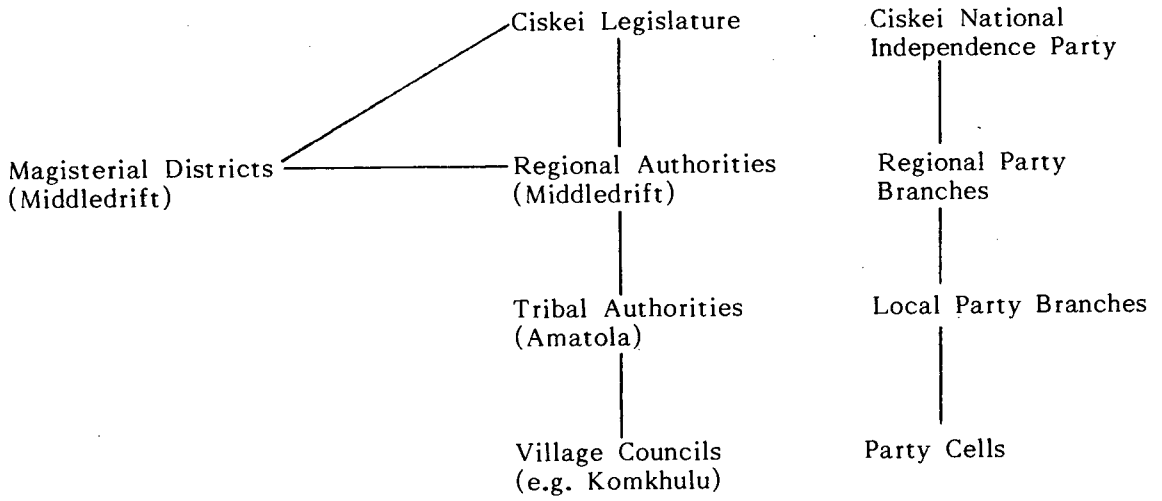 Ciskei Legislature
Ciskei National
Independence Party
Magisterial Districts
(Middledrift)
Regional Authorities
(Middledrift)
Regional Party
Branches
Tribal Authorities
(Amatola)
Local Party Branches
Village Councils
(e.g. Komkhulu)
Party Cells